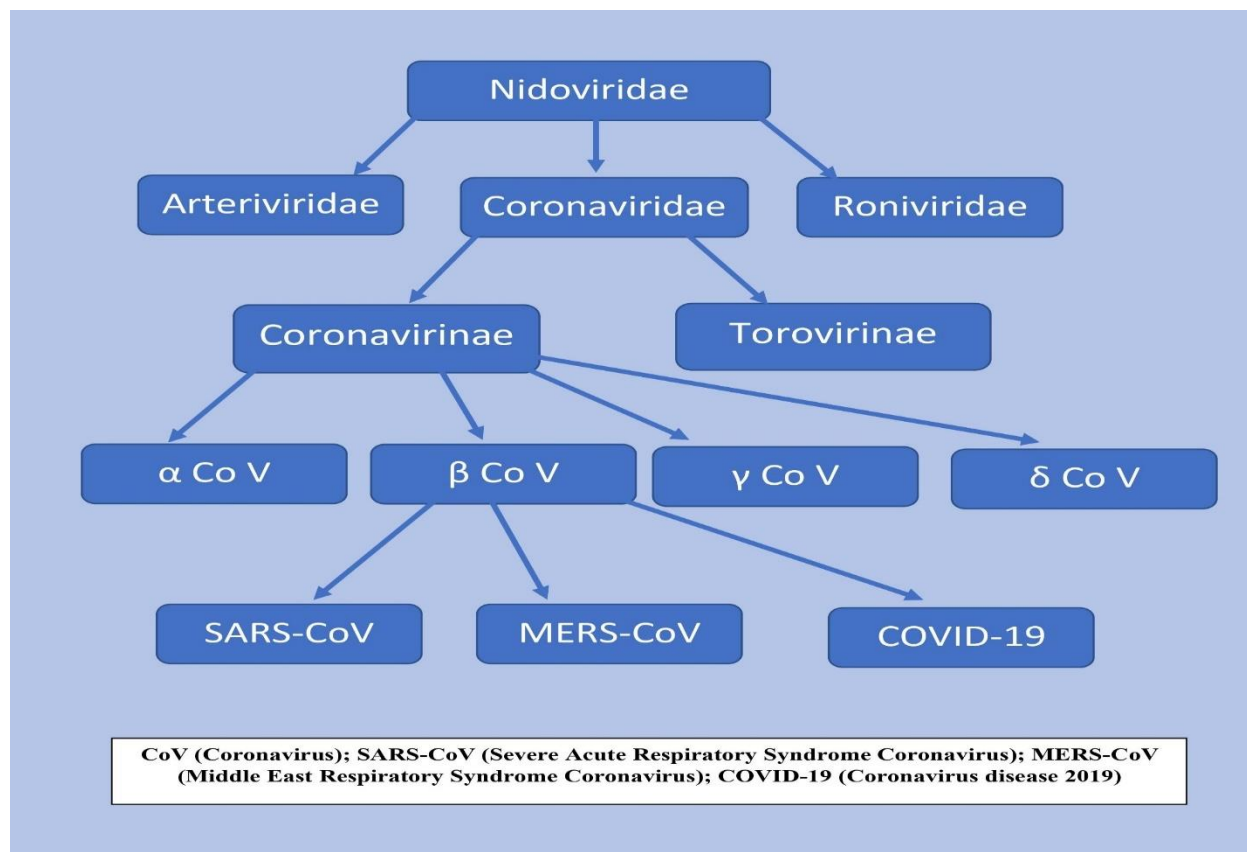 Nidoviridae
Arteriviridae
Coronaviridae
Roniviridae
Coronavirinae
Torovirinae
α Co V
β Co V
γ Co V
δ Co V
SARS-CoV
MERS-CoV
COVID-19
CoV (Coronavirus); SARS-CoV (Severe Acute Respiratory Syndrome Coronavirus); MERS-CoV
(Middle East Respiratory Syndrome Coronavirus); COVID-19 (Coronavirus disease 2019)